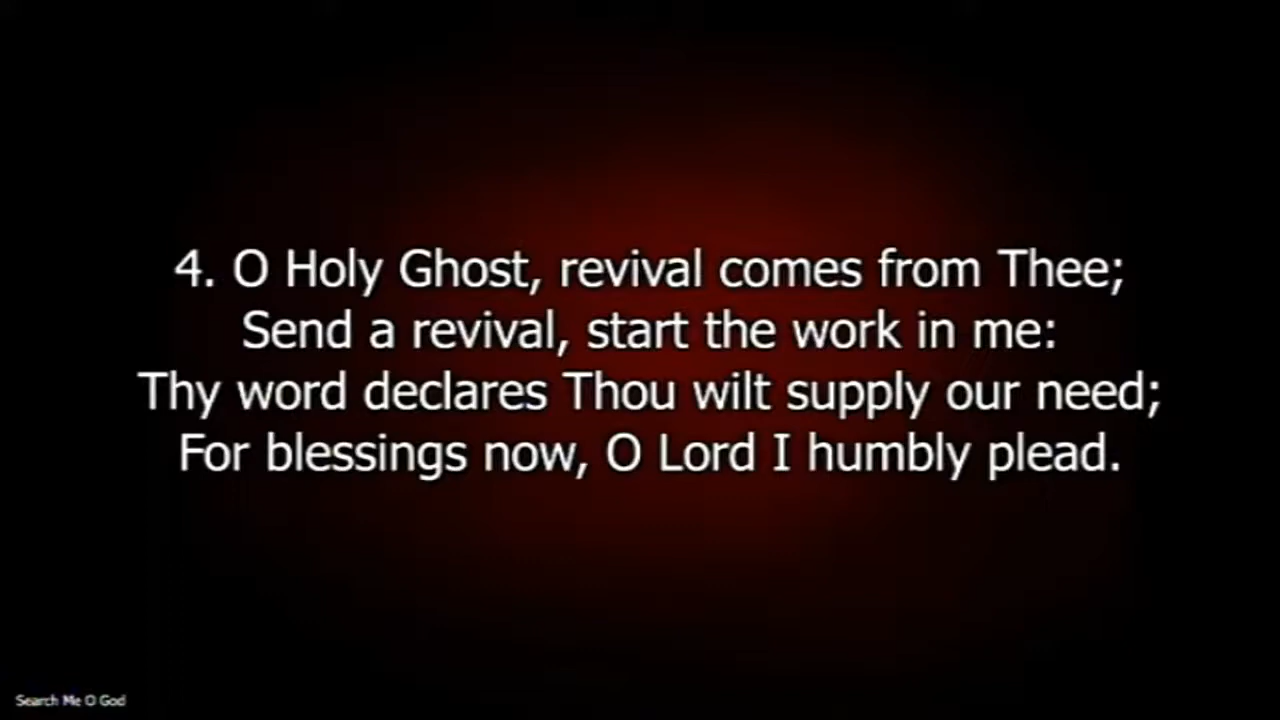 4. O Holy Ghost, revival comes from Thee;
Send a revival, start the work in me:
Thy word declares Thou wilt supply our need;
For blessings now, O Lord I humbly plead.
Search Me O God